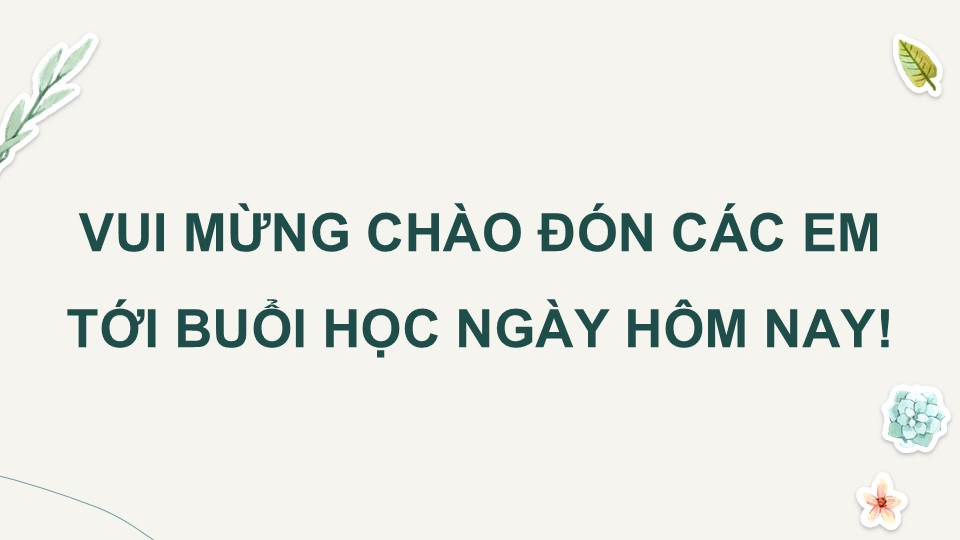 VUI MỪNG CHÀO ĐÓN CÁC EM
TỚI BUỔI HỌC NGÀY HÔM NAY!